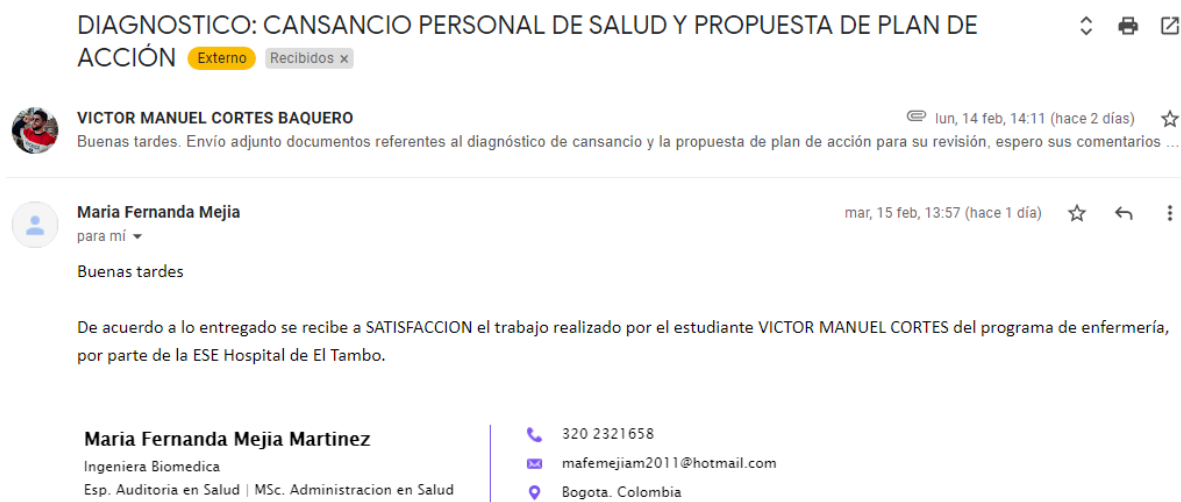 DIAGNOSTICO: CANSANCIO PERSONAL DE SALUD Y PROPUESTA DE PLAN DE
ACCIÓN Externo Recibidos x
VICTOR MANUEL CORTES BAQUERO lun, 14 feb, 14:11 (hace 2 días)
Buenas tardes. Envío adjunto documentos referentes al diagnóstico de cansancio y la propuesta de plan de acción para su revisión, espero sus comentarios ...
Maria Fernanda Mejia mar, 15 feb, 13:57 (hace 1 día)
para mí
Buenas tardes
De acuerdo a lo entregado se recibe a SATISFACCION el trabajo realizado por el estudiante VICTOR MANUEL CORTES del programa de enfermería,
por parte de la ESE Hospital de El Tambo.
Maria Fernanda Mejia Martinez
Ingeniera Biomedica
Esp. Auditoria en Salud | MSc. Administracion en Salud
320 2321658
mafemejiam2011@hotmail.com
Bogota. Colombia